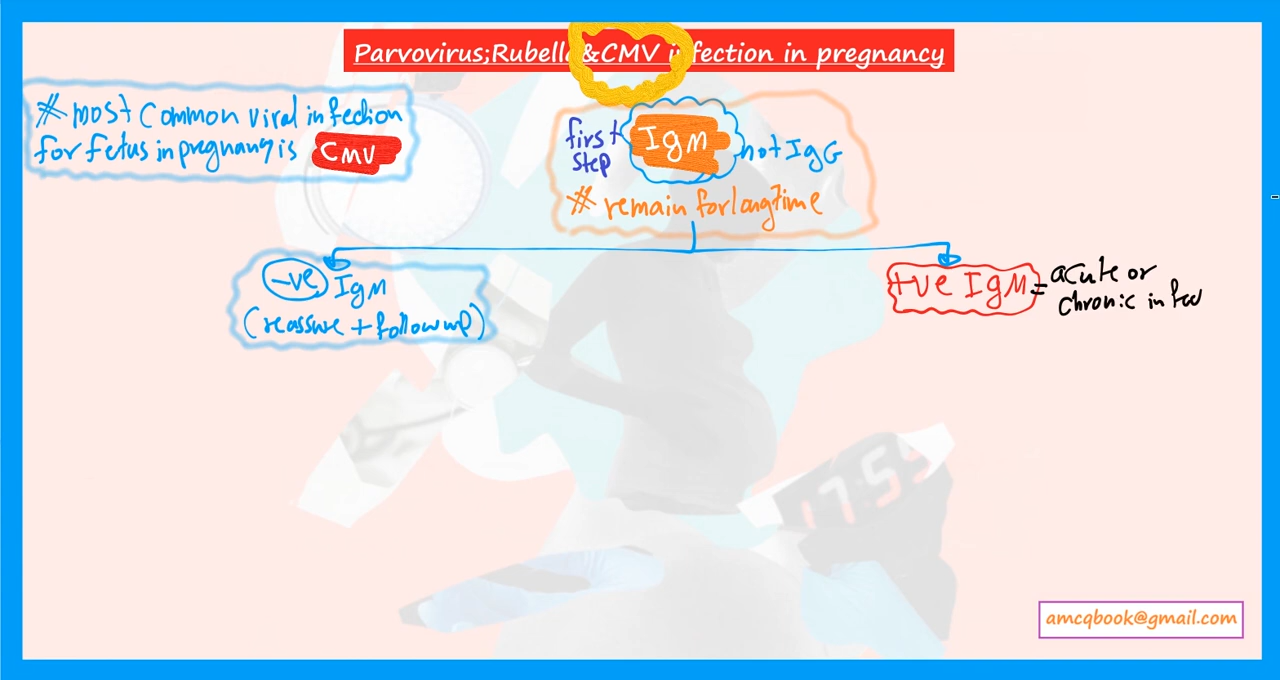 Parvovirus;Rubella &CMV infection in pregnancy
# most common viral infection
for fetus in pregnancy is CMV
first step IgM not IgG
# remain for long time
-ve IgM
(reassure + follow up)
+ve IgM = acute or
chronic infec
17:55
amcqbook@gmail.com